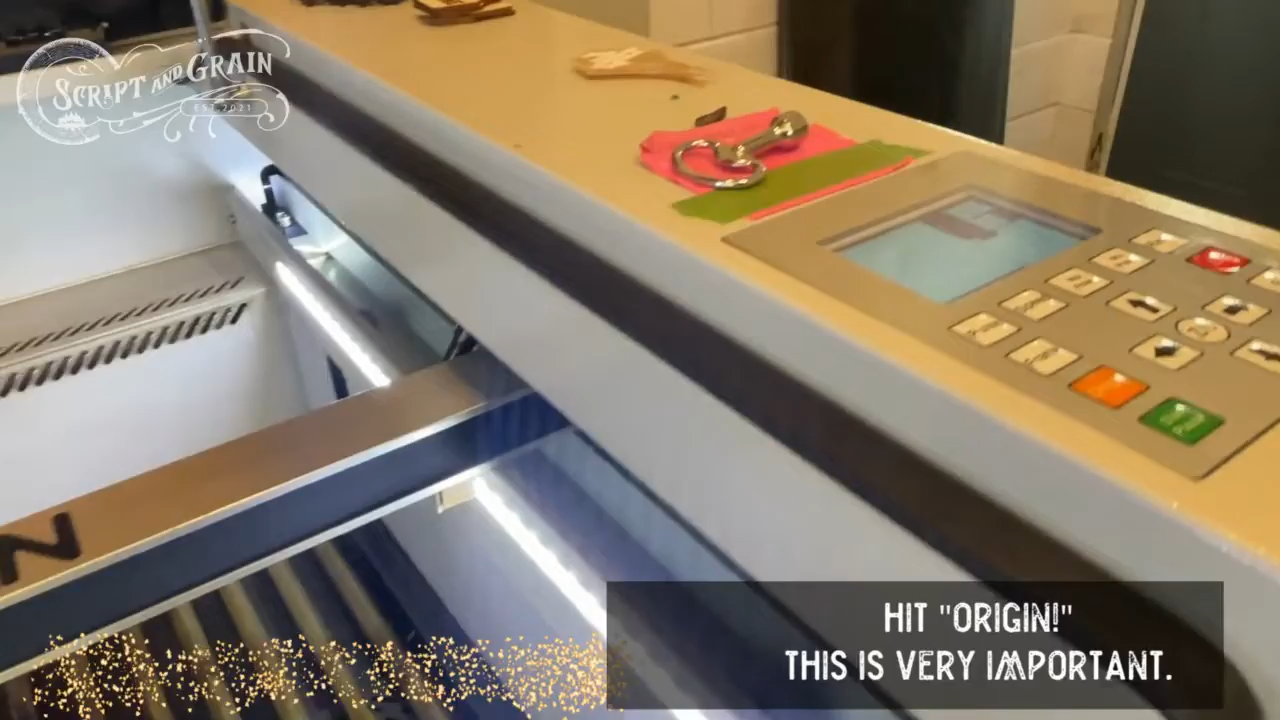 SCRIPT AND GRAIN
EST. 2021
N
HIT "ORIGIN!"
THIS IS VERY IMPORTANT.